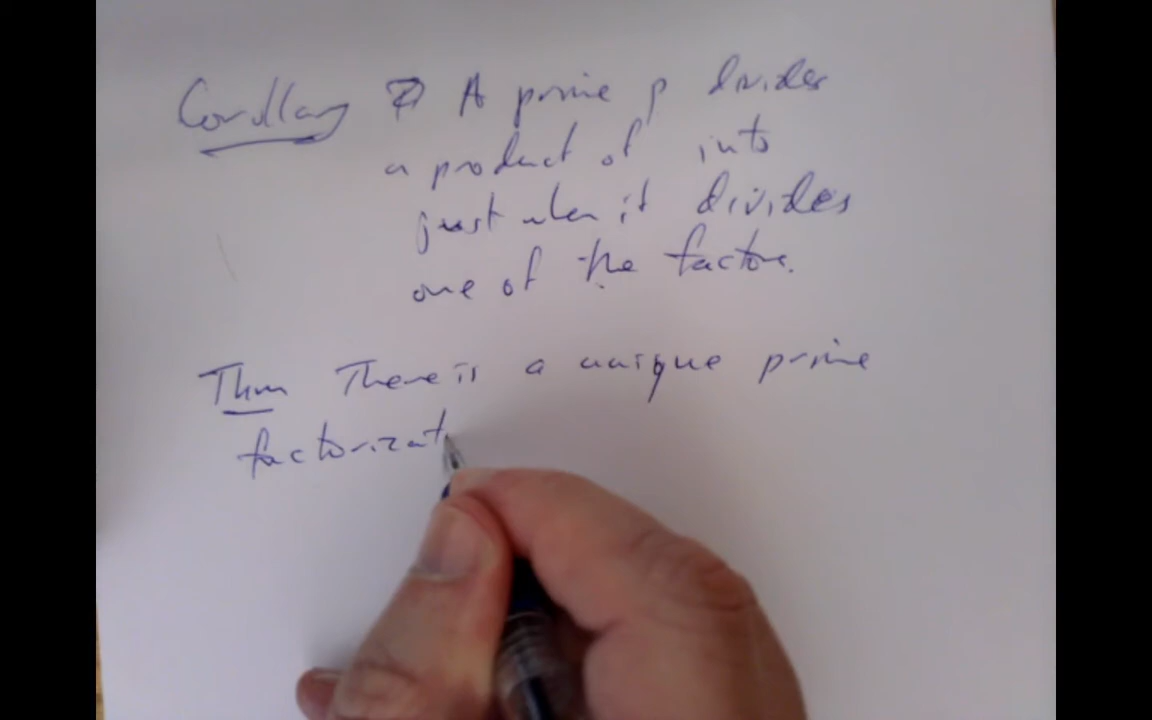 Corollary A prime p divides
a product of ints
just when it divides
one of the factors.
Thm There is a unique prime
factorizat